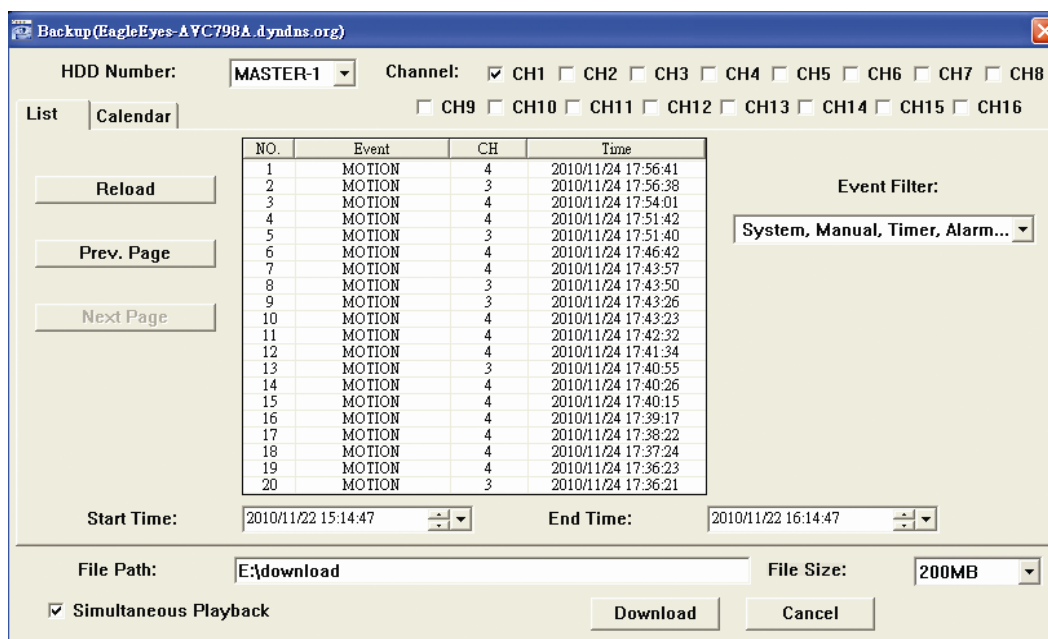 Backup(EagleEyes-AVC798A.dyndns.org)
HDD Number: MASTER-1 Channel: CH1 CH2 CH3 CH4 CH5 CH6 CH7 CH8
CH9 CH10 CH11 CH12 CH13 CH14 CH15 CH16
List Calendar
Reload
Prev. Page
Next Page
NO. Event CH Time
1 MOTION 4 2010/11/24 17:56:41
2 MOTION 3 2010/11/24 17:56:38
3 MOTION 4 2010/11/24 17:54:01
4 MOTION 4 2010/11/24 17:51:42
5 MOTION 3 2010/11/24 17:51:40
6 MOTION 4 2010/11/24 17:46:42
7 MOTION 4 2010/11/24 17:43:57
8 MOTION 3 2010/11/24 17:43:50
9 MOTION 3 2010/11/24 17:43:26
10 MOTION 4 2010/11/24 17:43:23
11 MOTION 4 2010/11/24 17:42:32
12 MOTION 4 2010/11/24 17:41:34
13 MOTION 3 2010/11/24 17:40:55
14 MOTION 4 2010/11/24 17:40:26
15 MOTION 4 2010/11/24 17:40:15
16 MOTION 4 2010/11/24 17:39:17
17 MOTION 4 2010/11/24 17:38:22
18 MOTION 4 2010/11/24 17:37:24
19 MOTION 4 2010/11/24 17:36:23
20 MOTION 3 2010/11/24 17:36:21
Event Filter:
System, Manual, Timer, Alarm...
Start Time: 2010/11/22 15:14:47 End Time: 2010/11/22 16:14:47
File Path: E:\download File Size: 200MB
Simultaneous Playback Download Cancel